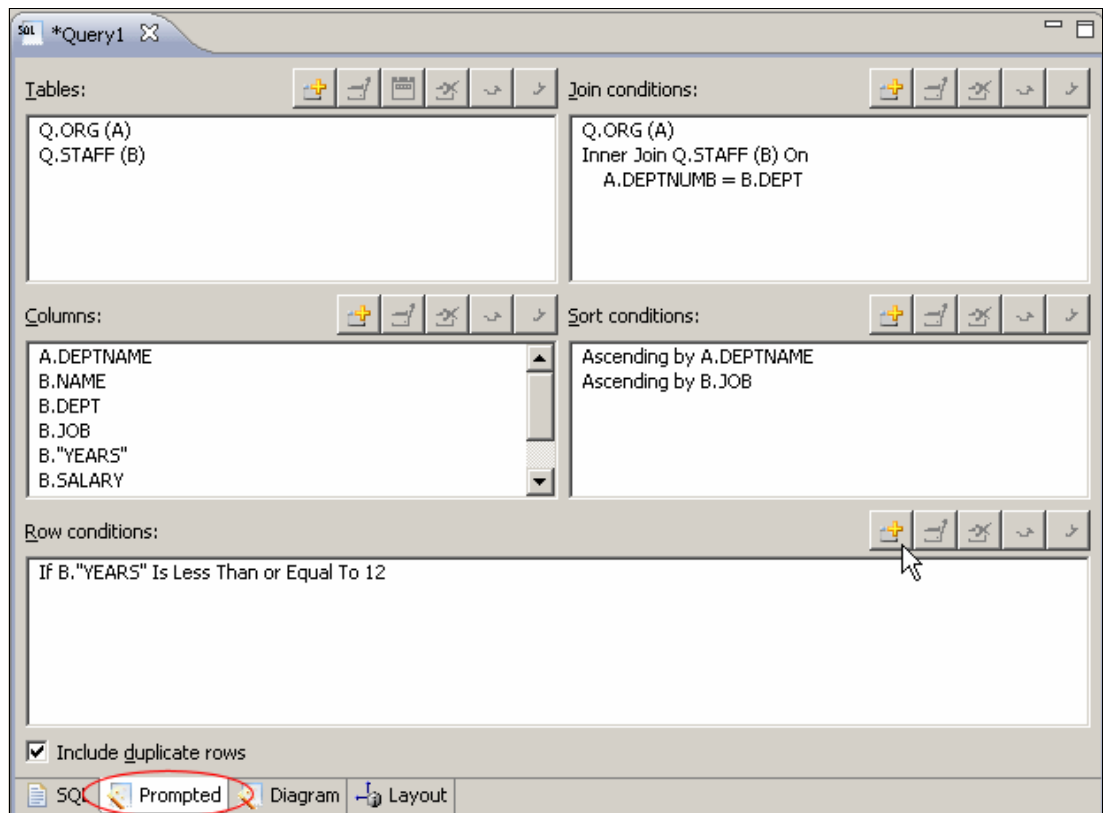 SQL *Query1
Tables:
Q.ORG (A)
Q.STAFF (B)
Join conditions:
Q.ORG (A)
Inner Join Q.STAFF (B) On
A.DEPTNUMB = B.DEPT
Columns:
A.DEPTNAME
B.NAME
B.DEPT
B.JOB
B."YEARS"
B.SALARY
Sort conditions:
Ascending by A.DEPTNAME
Ascending by B.JOB
Row conditions:
If B."YEARS" Is Less Than or Equal To 12
Include duplicate rows
SQL Prompted Diagram Layout